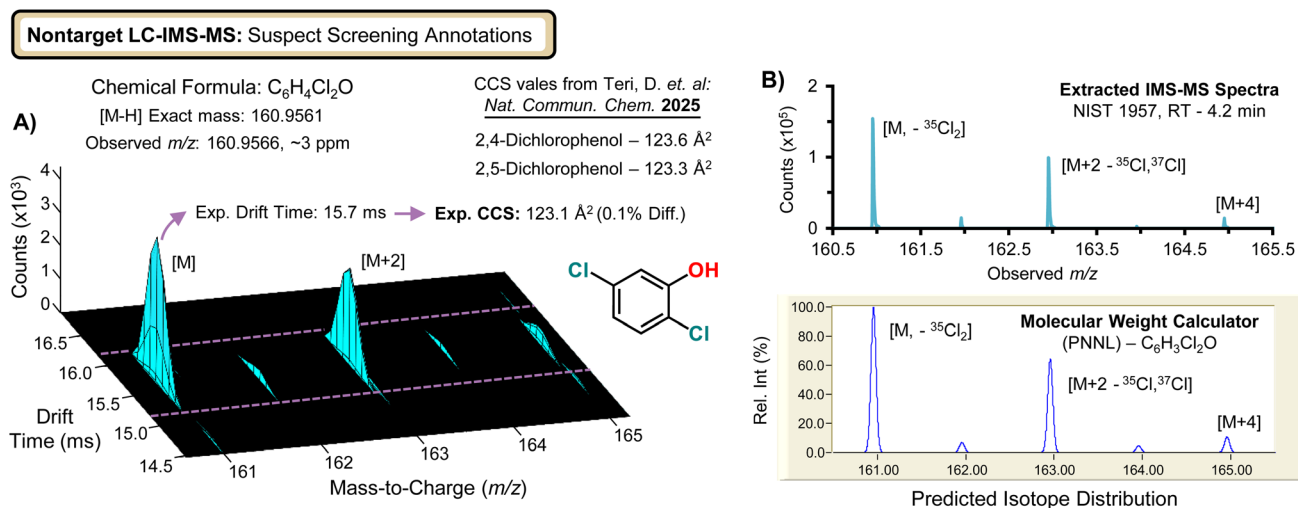 Nontarget LC-IMS-MS: Suspect Screening Annotations
A)
Chemical Formula: C₆H₄Cl₂O
[M-H] Exact mass: 160.9561
Observed m/z: 160.9566, ~3 ppm
CCS vales from Teri, D. et. al:
Nat. Commun. Chem. 2025
2,4-Dichlorophenol – 123.6 Å²
2,5-Dichlorophenol – 123.3 Å²
Exp. Drift Time: 15.7 ms
Exp. CCS: 123.1 Å² (0.1% Diff.)
Counts (x10³)
4
3
2
1
0
[M]
[M+2]
Cl
OH
Cl
16.5
16.0
15.5
15.0
14.5
Drift
Time (ms)
161
162
163
164
165
Mass-to-Charge (m/z)
B)
Extracted IMS-MS Spectra
NIST 1957, RT - 4.2 min
Counts (x10⁵)
2
1
0
[M, - ³⁵Cl₂]
[M+2 - ³⁵Cl,³⁷Cl]
[M+4]
160.5
161.5
162.5
163.5
164.5
165.5
Observed m/z
Molecular Weight Calculator
(PNNL) – C₆H₃Cl₂O
Rel. Int (%)
100.0
80.0
60.0
40.0
20.0
0.0
[M, - ³⁵Cl₂]
[M+2 - ³⁵Cl,³⁷Cl]
[M+4]
161.00
162.00
163.00
164.00
165.00
Predicted Isotope Distribution